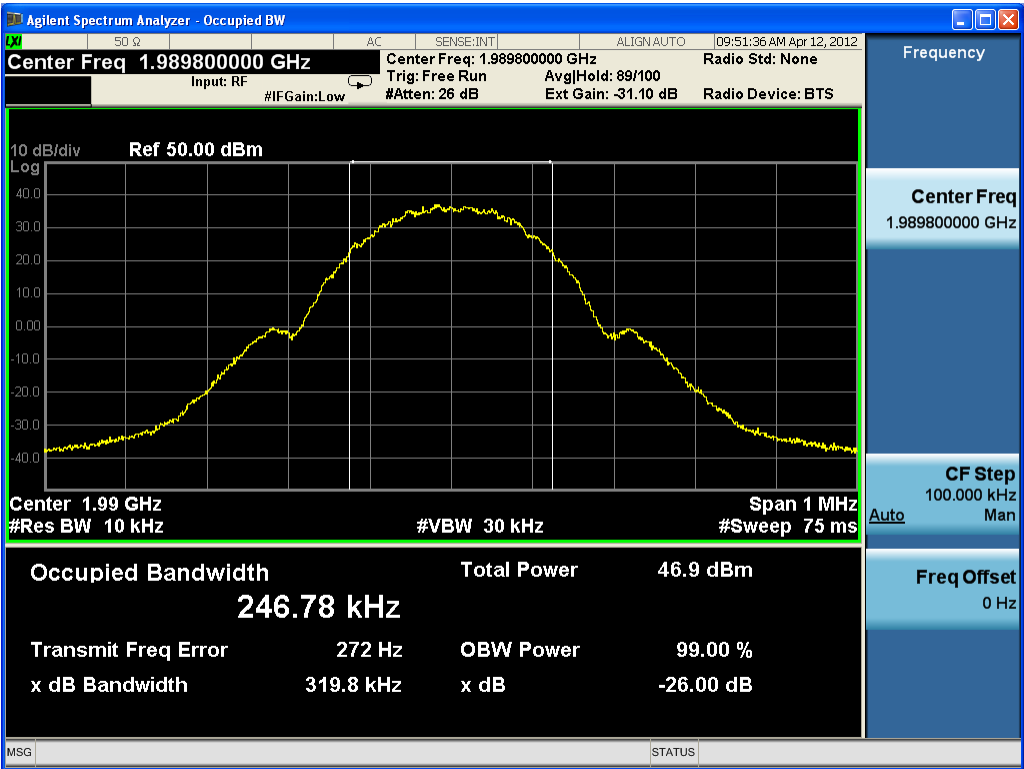 Agilent Spectrum Analyzer - Occupied BW
LXI
50 Ω AC SENSE:INT ALIGN AUTO 09:51:36 AM Apr 12, 2012
Center Freq 1.989800000 GHz
Input: RF
#IFGain:Low
Center Freq: 1.989800000 GHz Radio Std: None
Trig: Free Run Avg|Hold: 89/100
#Atten: 26 dB Ext Gain: -31.10 dB Radio Device: BTS
10 dB/div Ref 50.00 dBm
Log
40.0
30.0
20.0
10.0
0.00
-10.0
-20.0
-30.0
-40.0
Center 1.99 GHz Span 1 MHz
#Res BW 10 kHz #VBW 30 kHz #Sweep 75 ms
Occupied Bandwidth Total Power 46.9 dBm
246.78 kHz
Transmit Freq Error 272 Hz OBW Power 99.00 %
x dB Bandwidth 319.8 kHz x dB -26.00 dB
MSG STATUS
Frequency
Center Freq
1.989800000 GHz
CF Step
100.000 kHz
Auto Man
Freq Offset
0 Hz